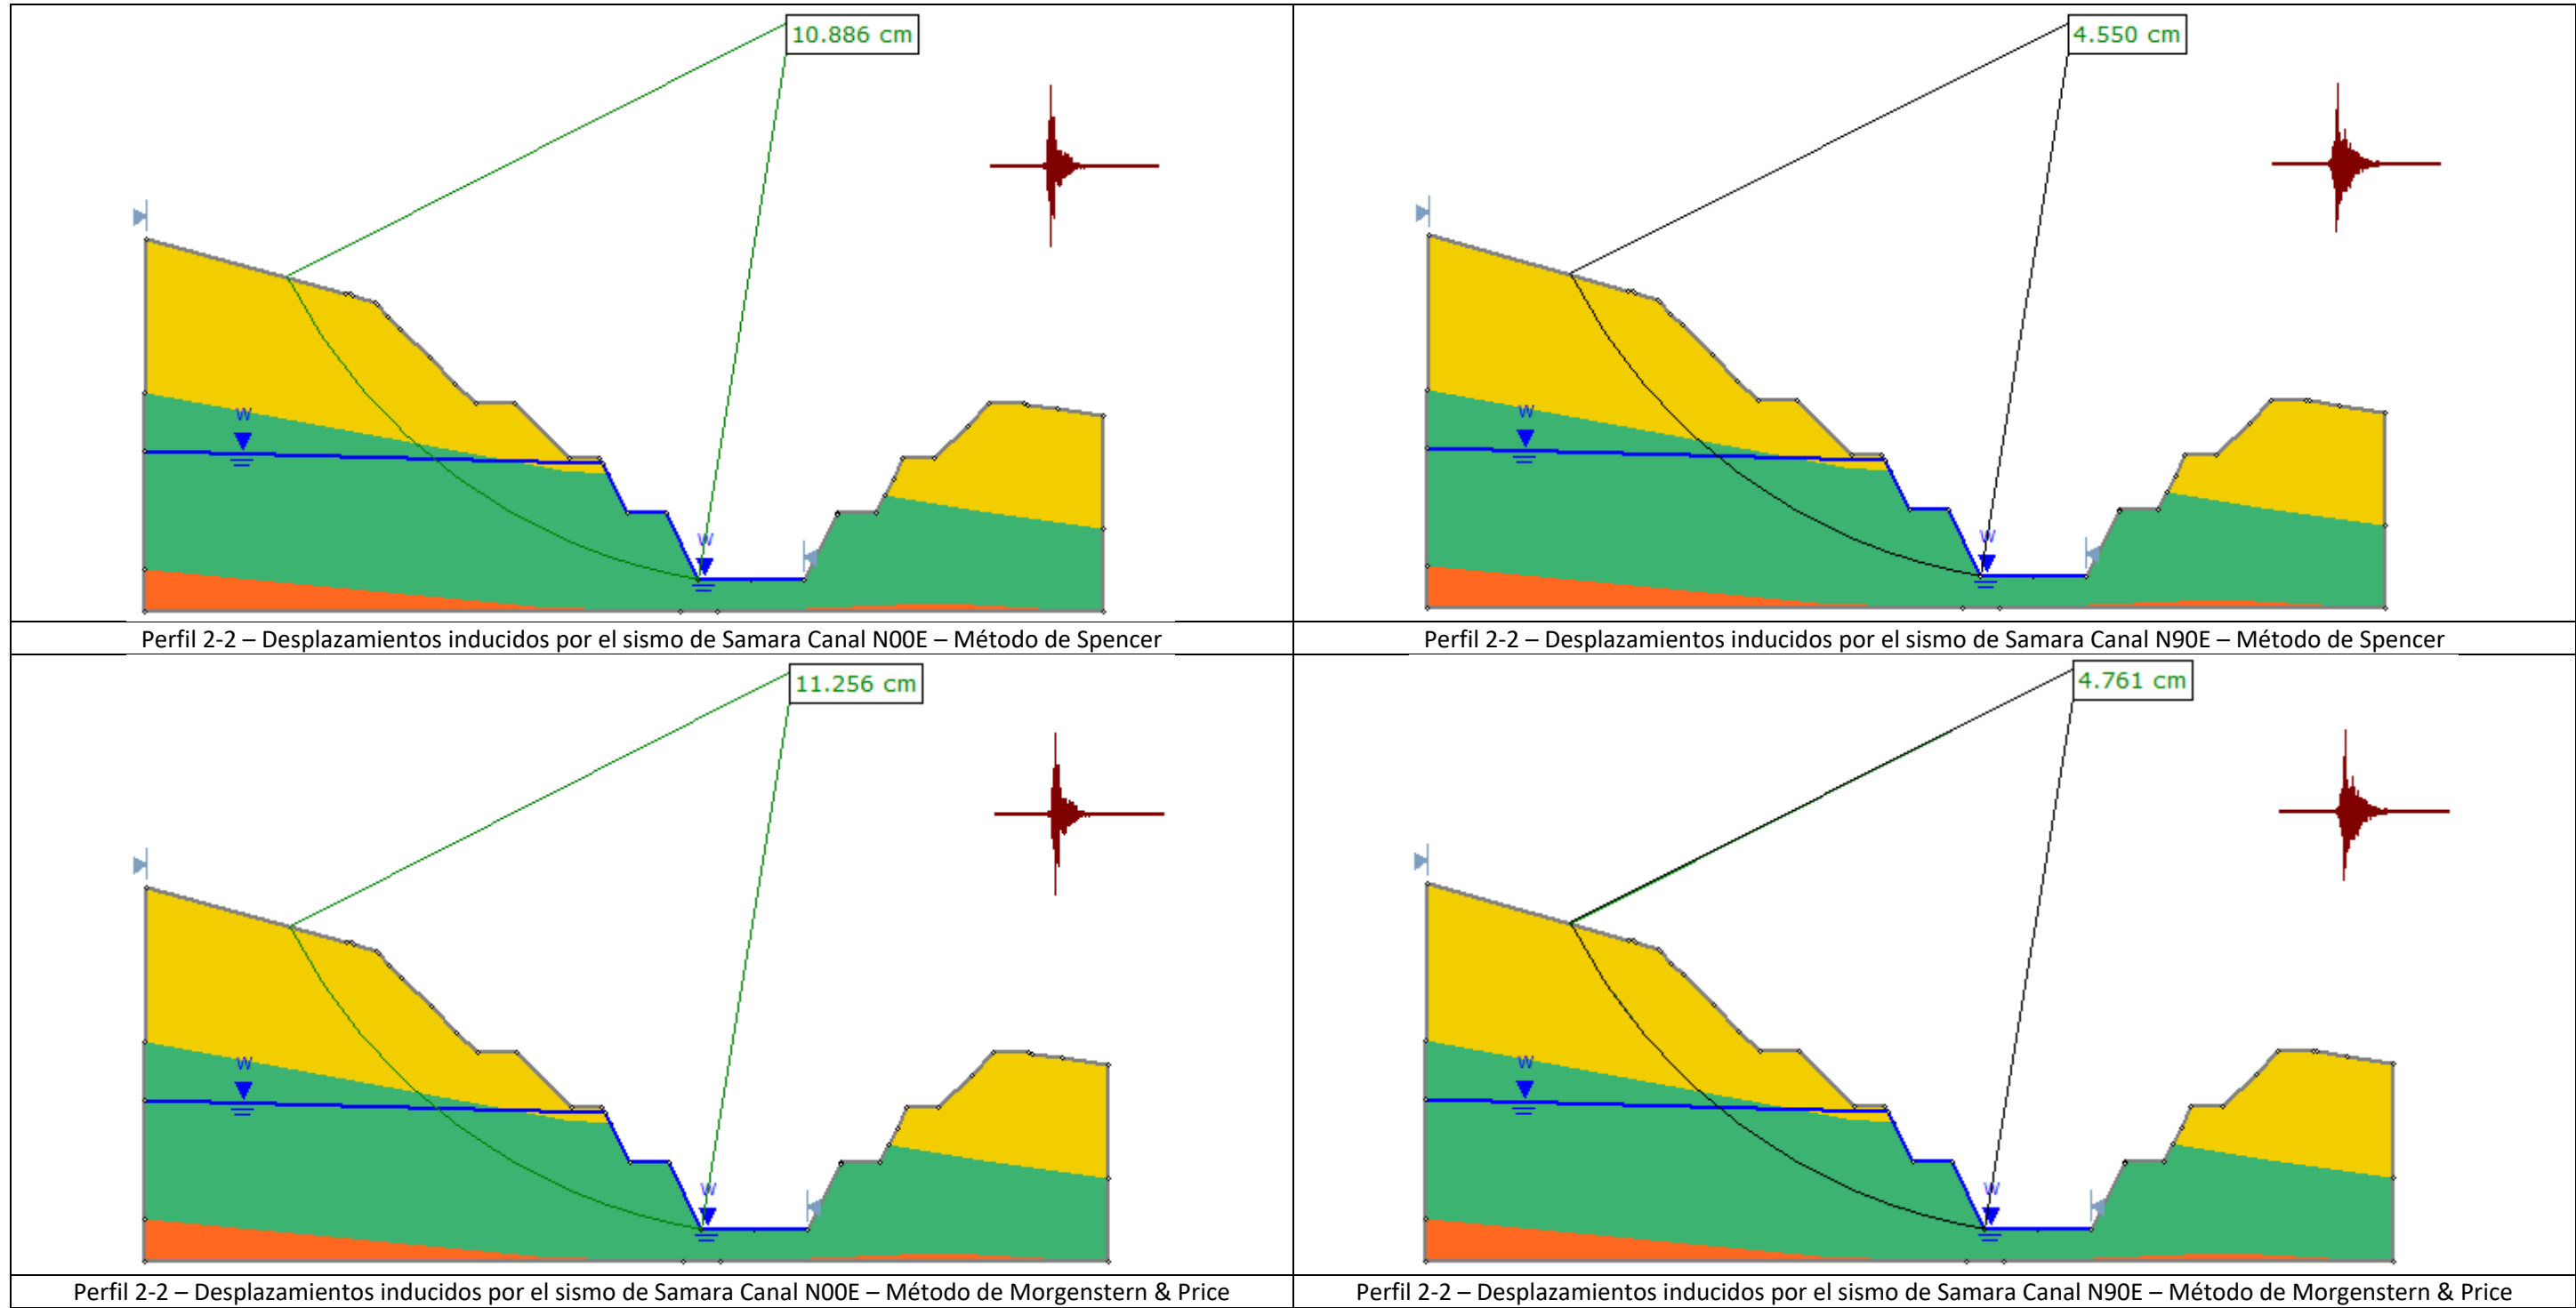 10.886 cm
W
W
Perfil 2-2 – Desplazamientos inducidos por el sismo de Samara Canal N00E – Método de Spencer
4.550 cm
W
W
Perfil 2-2 – Desplazamientos inducidos por el sismo de Samara Canal N90E – Método de Spencer
11.256 cm
W
W
Perfil 2-2 – Desplazamientos inducidos por el sismo de Samara Canal N00E – Método de Morgenstern & Price
4.761 cm
W
W
Perfil 2-2 – Desplazamientos inducidos por el sismo de Samara Canal N90E – Método de Morgenstern & Price